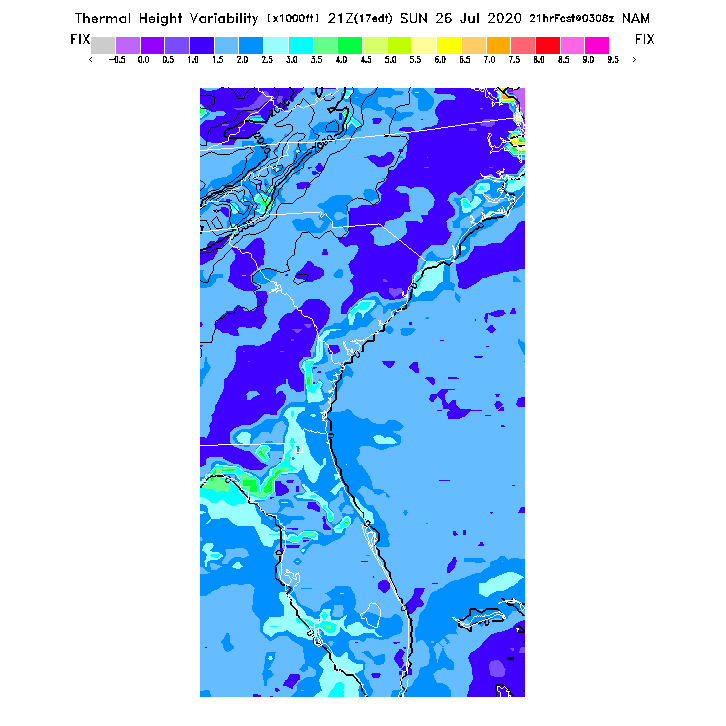 Thermal Height Variability [x1000ft] 21Z(17edt) SUN 26 Jul 2020 21hrFcst@0308z NAM
FIX FIX
< -0.5 0.0 0.5 1.0 1.5 2.0 2.5 3.0 3.5 4.0 4.5 5.0 5.5 6.0 6.5 7.0 7.5 8.0 8.5 9.0 9.5 >